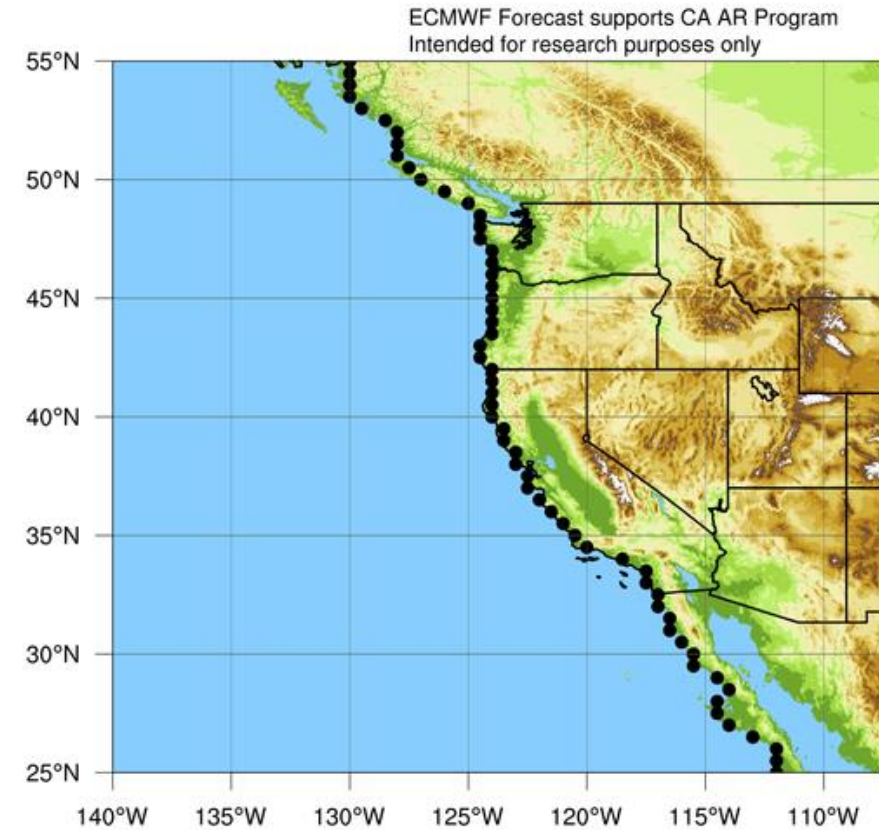 ECMWF Forecast supports CA AR Program
Intended for research purposes only
55°N
50°N
45°N
40°N
35°N
30°N
25°N
140°W 135°W 130°W 125°W 120°W 115°W 110°W